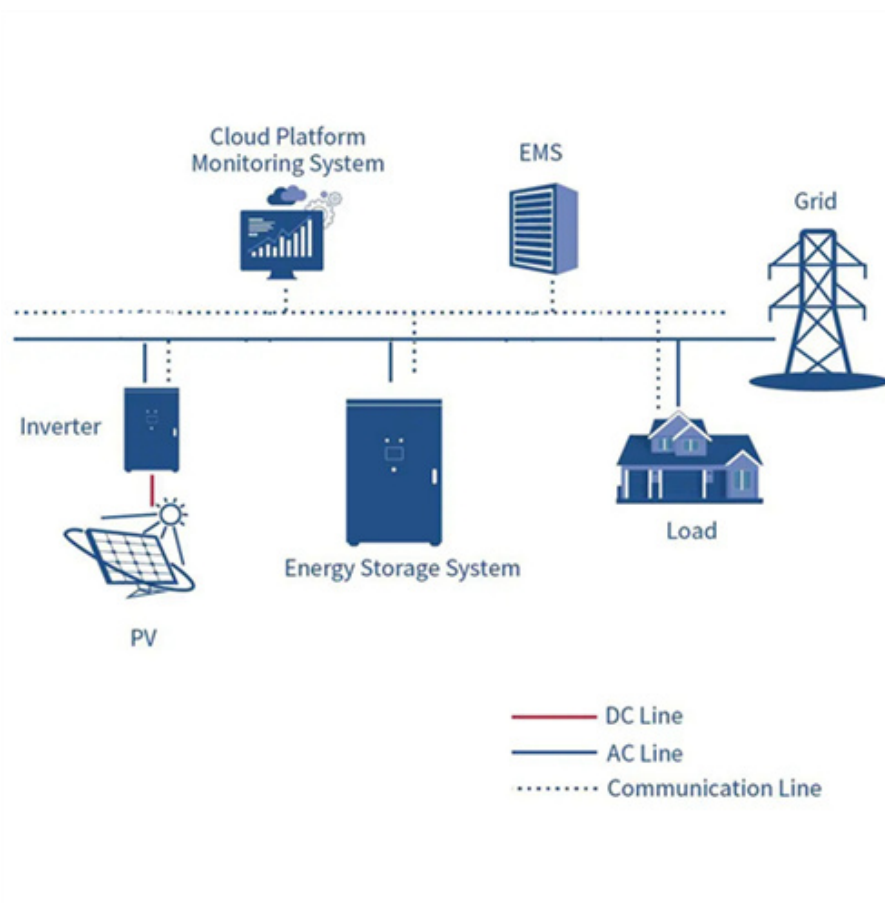 Cloud Platform
Monitoring System
EMS
Grid
Inverter
Load
Energy Storage System
PV
DC Line
AC Line
Communication Line